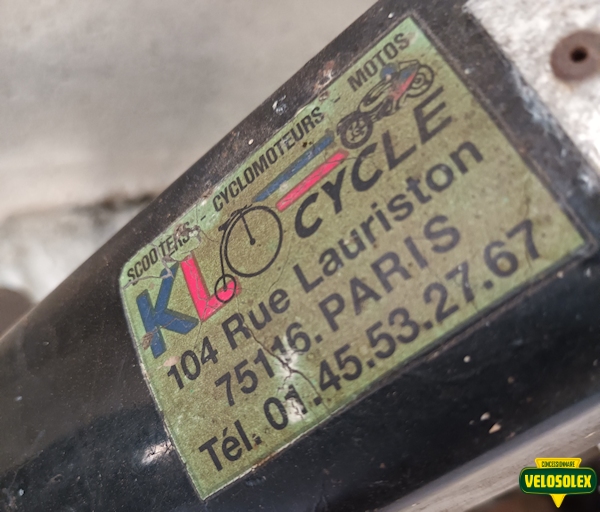 SCOOTERS - CYCLOMOTEURS - MOTOS
KL CYCLE
104 Rue Lauriston
75116. PARIS
Tél. 01.45.53.27.67
CONCESSIONNAIRE
VELOSOLEX